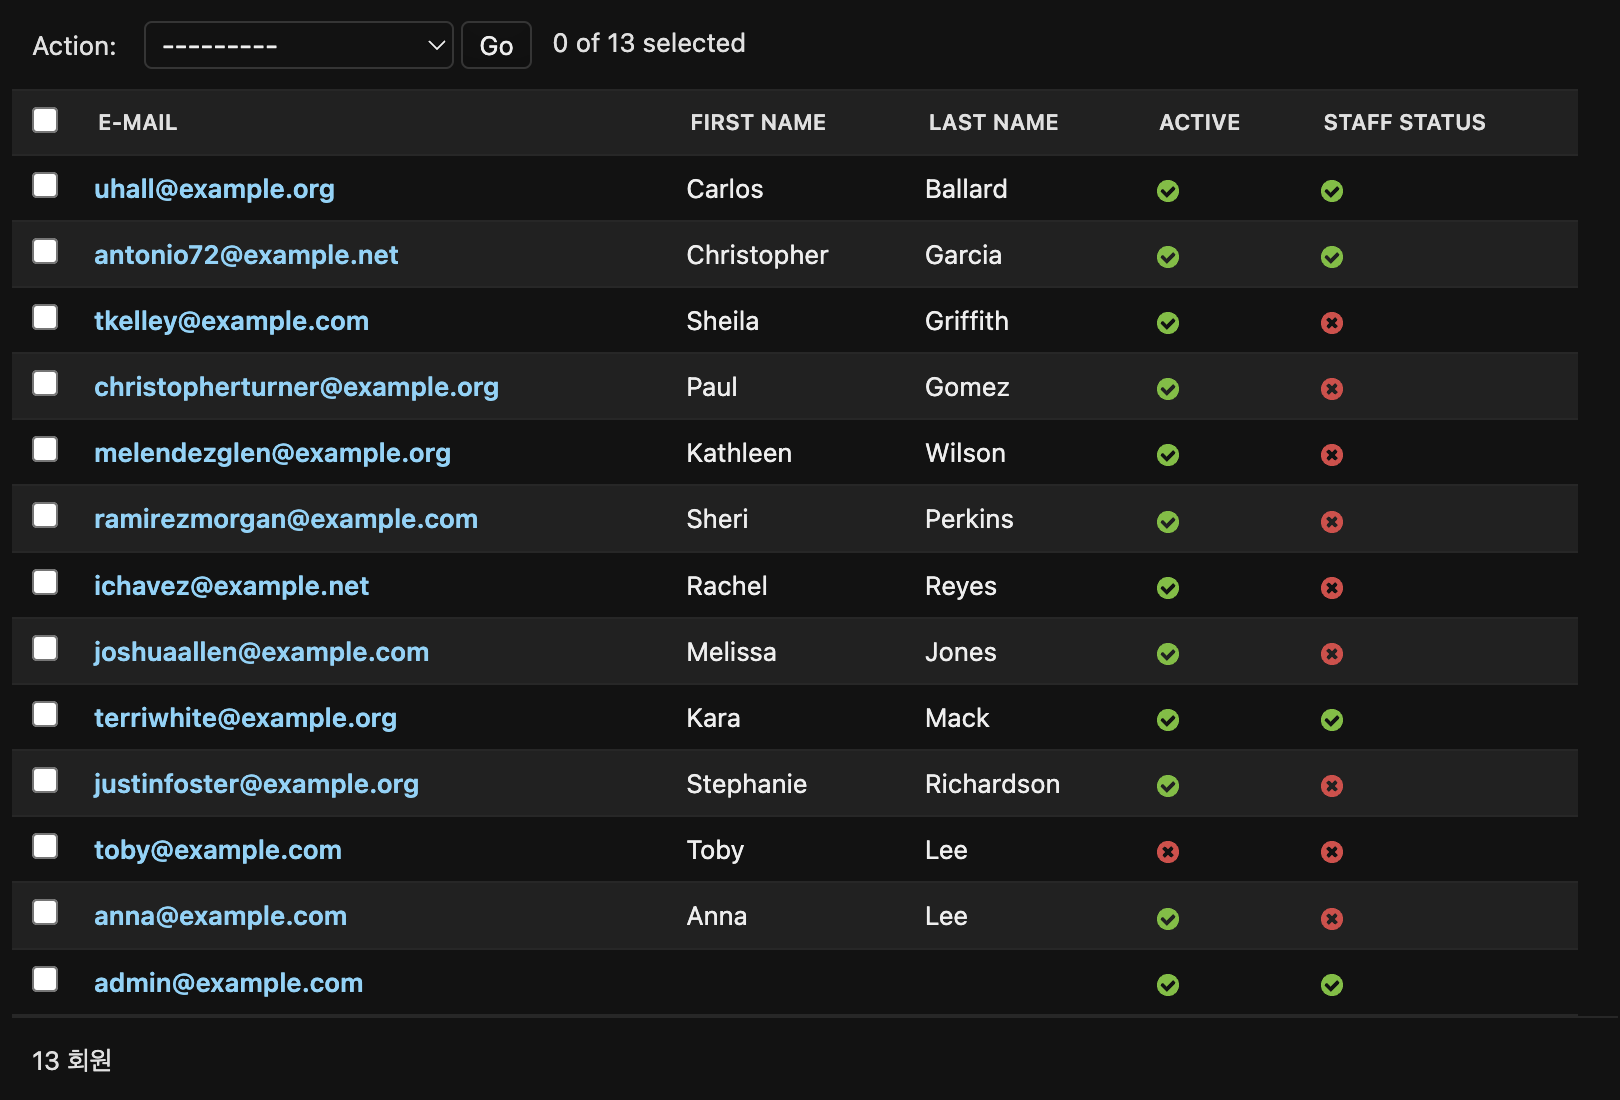 Action: --------- Go 0 of 13 selected
E-MAIL FIRST NAME LAST NAME ACTIVE STAFF STATUS
uhall@example.org Carlos Ballard
antonio72@example.net Christopher Garcia
tkelley@example.com Sheila Griffith
christopherturner@example.org Paul Gomez
melendezglen@example.org Kathleen Wilson
ramirezmorgan@example.com Sheri Perkins
ichavez@example.net Rachel Reyes
joshuaallen@example.com Melissa Jones
terriwhite@example.org Kara Mack
justinfoster@example.org Stephanie Richardson
toby@example.com Toby Lee
anna@example.com Anna Lee
admin@example.com
13 회원